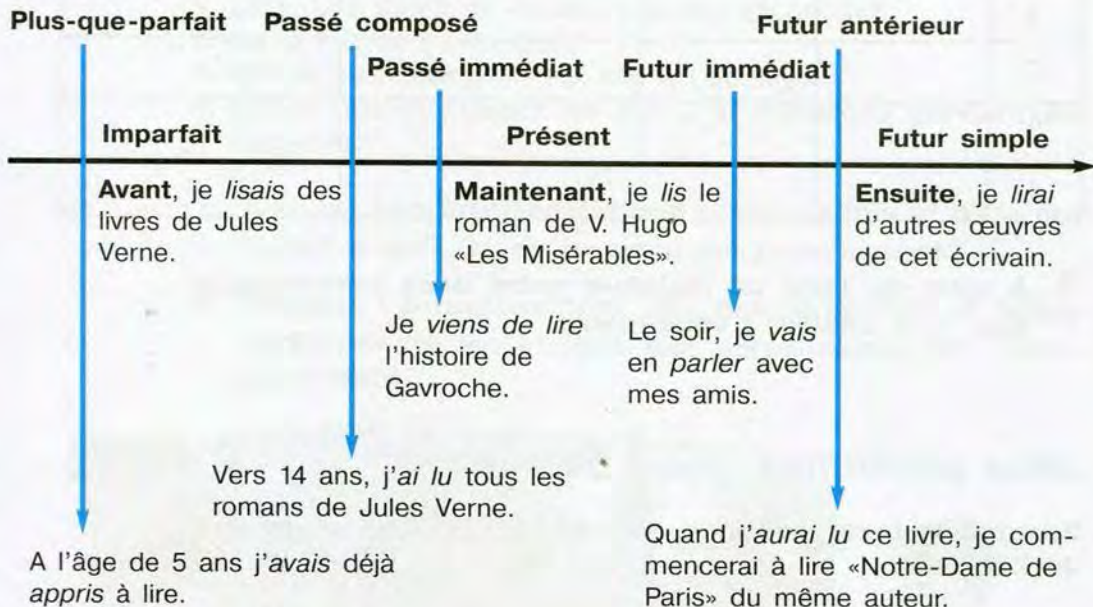 Plus-que-parfait Passé composé Futur antérieur
Passé immédiat Futur immédiat
Imparfait Présent Futur simple
Avant, je lisais des
livres de Jules
Verne.
Maintenant, je lis le
roman de V. Hugo
«Les Misérables».
Ensuite, je lirai
d'autres œuvres
de cet écrivain.
Je viens de lire
l'histoire de
Gavroche.
Le soir, je vais
en parler avec
mes amis.
Vers 14 ans, j'ai lu tous les
romans de Jules Verne.
A l'âge de 5 ans j'avais déjà
appris à lire.
Quand j'aurai lu ce livre, je com-
mencerai à lire «Notre-Dame de
Paris» du même auteur.